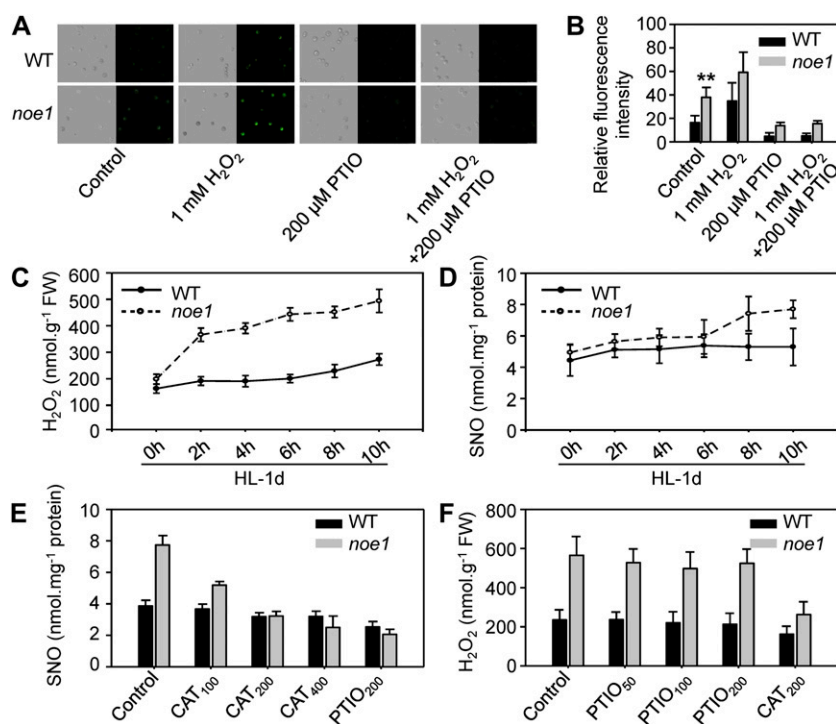 A
WT
noe1
Control
1 mM H₂O₂
200 µM PTIO
1 mM H₂O₂
+200 µM PTIO
B
Relative fluorescence
intensity
100
80
60
40
20
0
**
WT
noe1
Control
1 mM H₂O₂
200 µM PTIO
1 mM H₂O₂
+200 µM PTIO
C
H₂O₂ (nmol.g⁻¹ FW)
600
500
400
300
200
100
0
WT
noe1
0h
2h
4h
6h
8h
10h
HL-1d
D
SNO (nmol.mg⁻¹ protein)
10
8
6
4
2
0
WT
noe1
0h
2h
4h
6h
8h
10h
HL-1d
E
SNO (nmol.mg⁻¹ protein)
10
8
6
4
2
0
WT
noe1
Control
CAT₁₀₀
CAT₂₀₀
CAT₄₀₀
PTIO₂₀₀
F
H₂O₂ (nmol.g⁻¹ FW)
800
600
400
200
0
WT
noe1
Control
PTIO₅₀
PTIO₁₀₀
PTIO₂₀₀
CAT₂₀₀